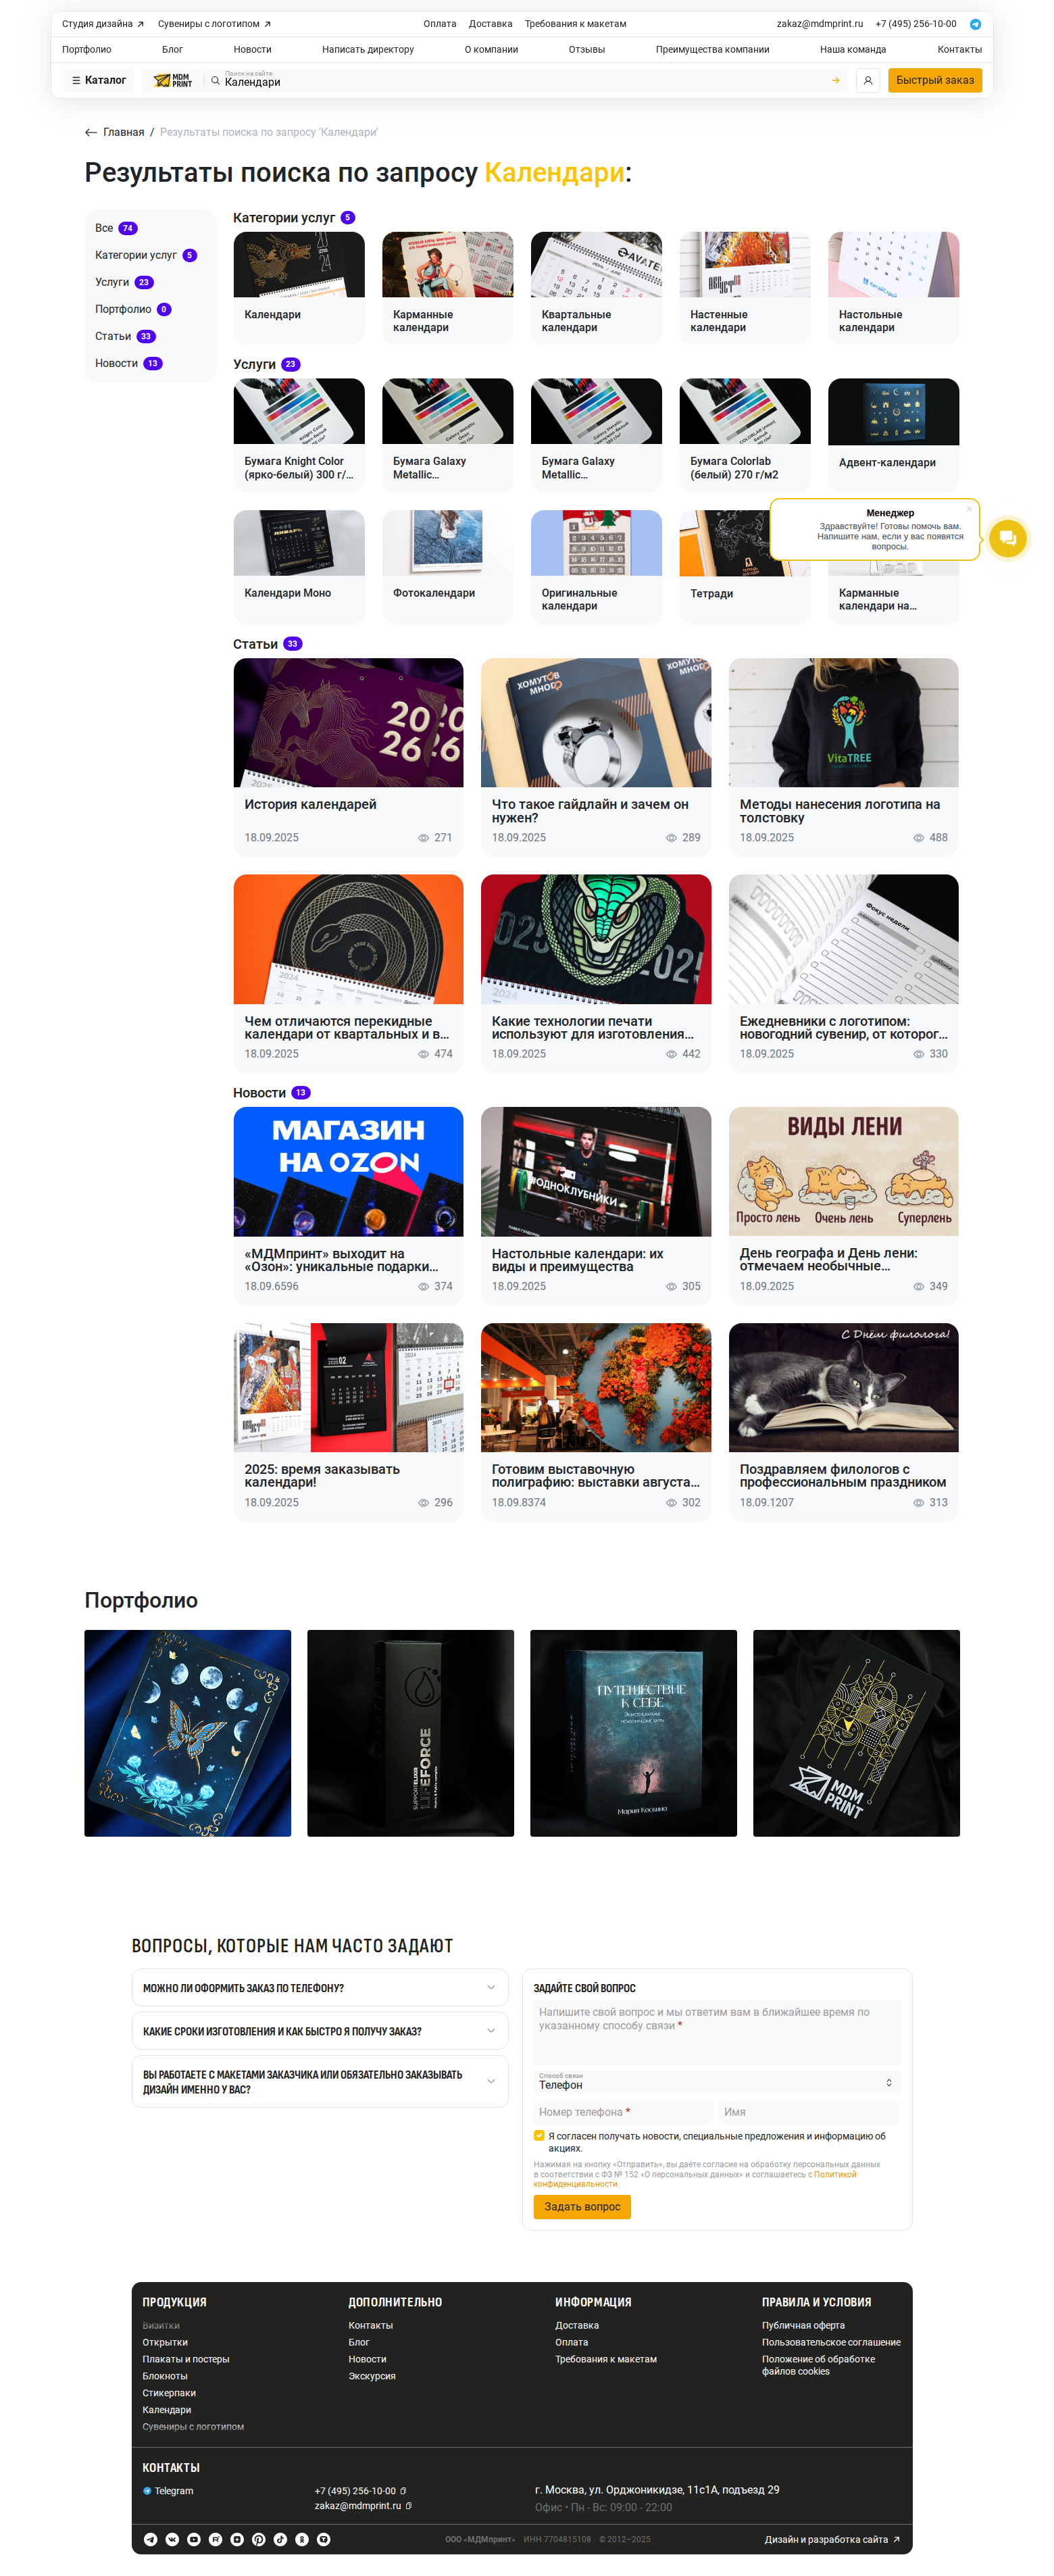 Студия дизайна
Сувениры с логотипом
Оплата
Доставка
Требования к макетам
zakaz@mdmprint.ru
+7 (495) 256-10-00
Портфолио
Блог
Новости
Написать директору
О компании
Отзывы
Преимущества компании
Наша команда
Контакты
Каталог
MDM
PRINT
Поиск на сайте
Календари
Быстрый заказ
Главная / Результаты поиска по запросу 'Календари'
Результаты поиска по запросу Календари:
Все 74
Категории услуг 5
Услуги 23
Портфолио 0
Статьи 33
Новости 13
Категории услуг 5
Календари
Карманные
календари
Квартальные
календари
Настенные
календари
Настольные
календари
Услуги 23
Бумага Knight Color
(ярко-белый) 300 г/...
Бумага Galaxy
Metallic...
Бумага Galaxy
Metallic...
Бумага Colorlab
(белый) 270 г/м2
Адвент-календари
Календари Моно
Фотокалендари
Оригинальные
календари
Тетради
Карманные
календари на...
Менеджер
Здравствуйте! Готовы помочь вам.
Напишите нам, если у вас появятся
вопросы.
Статьи 33
2020
2626
ХОМУТОВ
МНОГО
VitaTREE
История календарей
18.09.2025 271
Что такое гайдлайн и зачем он
нужен?
18.09.2025 289
Методы нанесения логотипа на
толстовку
18.09.2025 488
2024
2025
Фокус недели
Чем отличаются перекидные
календари от квартальных и в...
18.09.2025 474
Какие технологии печати
используют для изготовления...
18.09.2025 442
Ежедневники с логотипом:
новогодний сувенир, от которог...
18.09.2025 330
Новости 13
МАГАЗИН
НА OZON
#ОДНОКЛУБНИКИ
ВИДЫ ЛЕНИ
Просто лень
Очень лень
Суперлень
«МДМпринт» выходит на
«Озон»: уникальные подарки...
18.09.6596 374
Настольные календари: их
виды и преимущества
18.09.2025 305
День географа и День лени:
отмечаем необычные...
18.09.2025 349
С Днём филолога!
2025: время заказывать
календари!
18.09.2025 296
Готовим выставочную
полиграфию: выставки августа...
18.09.8374 302
Поздравляем филологов с
профессиональным праздником
18.09.1207 313
Портфолио
SUPPORT ELIXIR
LIFEFORCE
ПУТЕШЕСТВИЕ
К СЕБЕ
MDM
PRINT
ВОПРОСЫ, КОТОРЫЕ НАМ ЧАСТО ЗАДАЮТ
МОЖНО ЛИ ОФОРМИТЬ ЗАКАЗ ПО ТЕЛЕФОНУ?
КАКИЕ СРОКИ ИЗГОТОВЛЕНИЯ И КАК БЫСТРО Я ПОЛУЧУ ЗАКАЗ?
ВЫ РАБОТАЕТЕ С МАКЕТАМИ ЗАКАЗЧИКА ИЛИ ОБЯЗАТЕЛЬНО ЗАКАЗЫВАТЬ
ДИЗАЙН ИМЕННО У ВАС?
ЗАДАЙТЕ СВОЙ ВОПРОС
Напишите свой вопрос и мы ответим вам в ближайшее время по
указанному способу связи *
Способ связи
Телефон
Номер телефона *
Имя
Я согласен получать новости, специальные предложения и информацию об
акциях.
Нажимая на кнопку «Отправить», вы даёте согласие на обработку персональных данных
в соответствии с ФЗ № 152 «О персональных данных» и соглашаетесь с Политикой
конфиденциальности.
Задать вопрос
ПРОДУКЦИЯ
Визитки
Открытки
Плакаты и постеры
Блокноты
Стикерпаки
Календари
Сувениры с логотипом
ДОПОЛНИТЕЛЬНО
Контакты
Блог
Новости
Экскурсия
ИНФОРМАЦИЯ
Доставка
Оплата
Требования к макетам
ПРАВИЛА И УСЛОВИЯ
Публичная оферта
Пользовательское соглашение
Положение об обработке
файлов cookies
КОНТАКТЫ
Telegram
+7 (495) 256-10-00
zakaz@mdmprint.ru
г. Москва, ул. Орджоникидзе, 11с1А, подъезд 29
Офис • Пн - Вс: 09:00 - 22:00
ООО «МДМпринт» ИНН 7704815108 © 2012–2025
Дизайн и разработка сайта